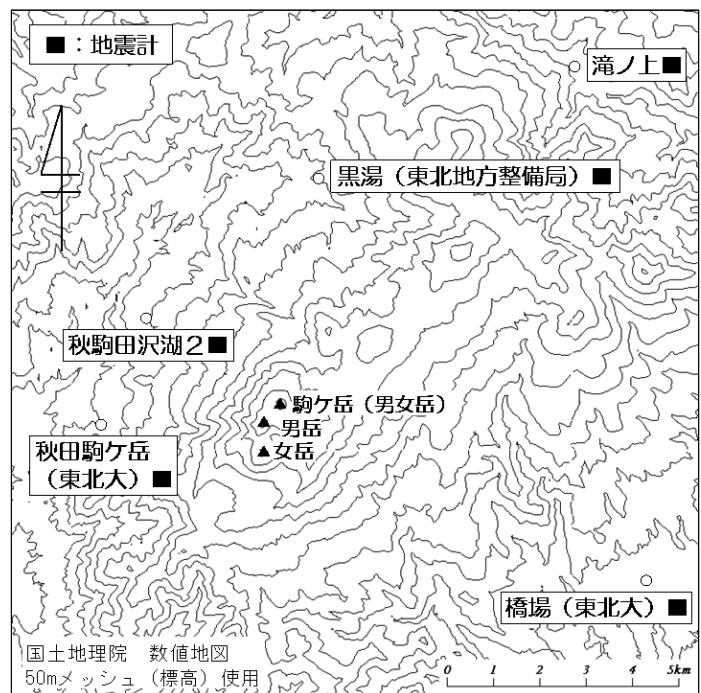 ■：地震計
滝ノ上■
黒湯（東北地方整備局）■
秋駒田沢湖２■
駒ケ岳（男女岳）
男岳
女岳
秋田駒ケ岳
（東北大）■
橋場（東北大）■
国土地理院　数値地図
50mメッシュ（標高）使用
0 1 2 3 4 5km